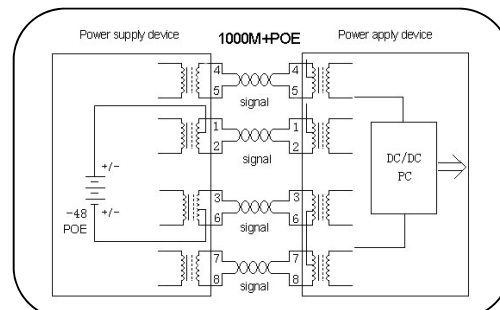 Power supply device
1000M+POE
Power apply device
4
5
signal
4
5
1
2
signal
1
2
+/-
-48
POE
+/-
3
6
signal
3
6
7
8
signal
7
8
DC/DC
PC